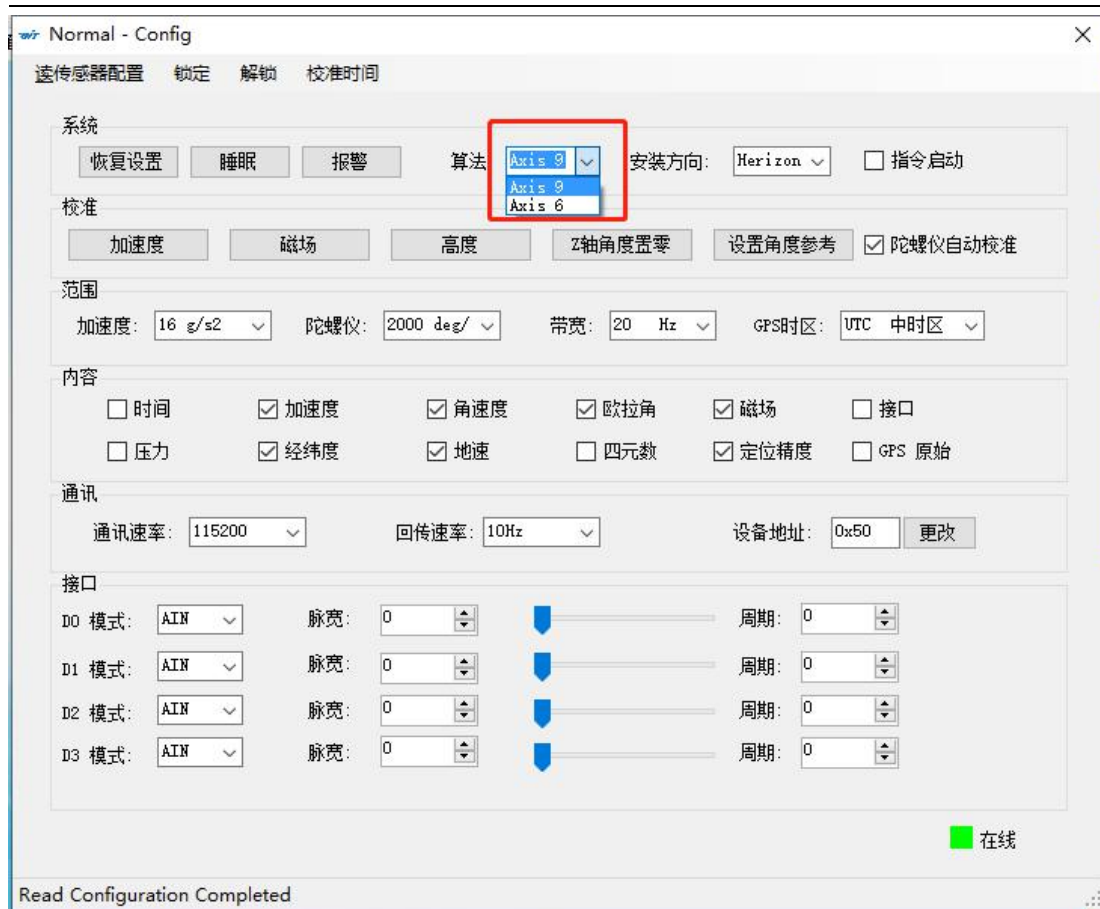 Normal - Config
读传感器配置 锁定 解锁 校准时间
系统
恢复设置 睡眠 报警 算法 Axis 9 安装方向: Herizon 指令启动
Axis 9
Axis 6
校准
加速度 磁场 高度 Z轴角度置零 设置角度参考 陀螺仪自动校准
范围
加速度: 16 g/s2 陀螺仪: 2000 deg/ 带宽: 20 Hz GPS时区: UTC 中时区
内容
时间 加速度 角速度 欧拉角 磁场 接口
压力 经纬度 地速 四元数 定位精度 GPS 原始
通讯
通讯速率: 115200 回传速率: 10Hz 设备地址: 0x50 更改
接口
D0 模式: AIN 脉宽: 0 周期: 0
D1 模式: AIN 脉宽: 0 周期: 0
D2 模式: AIN 脉宽: 0 周期: 0
D3 模式: AIN 脉宽: 0 周期: 0
在线
Read Configuration Completed